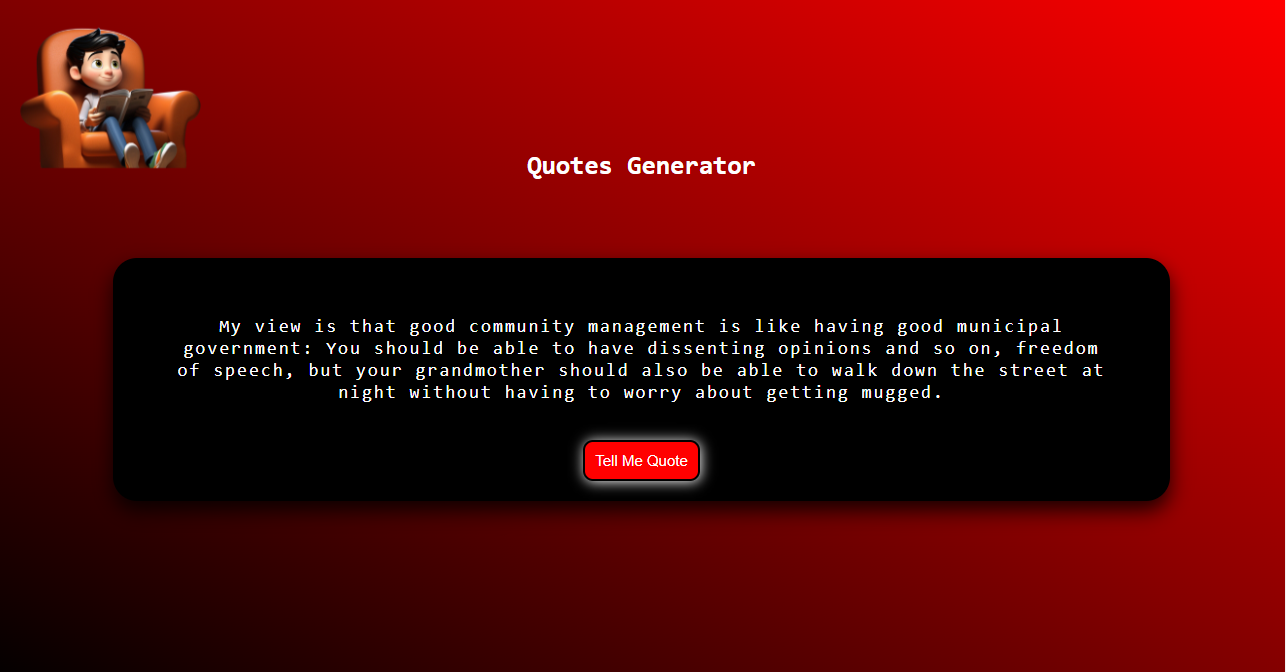 Quotes Generator
My view is that good community management is like having good municipal
government: You should be able to have dissenting opinions and so on, freedom
of speech, but your grandmother should also be able to walk down the street at
night without having to worry about getting mugged.
Tell Me Quote